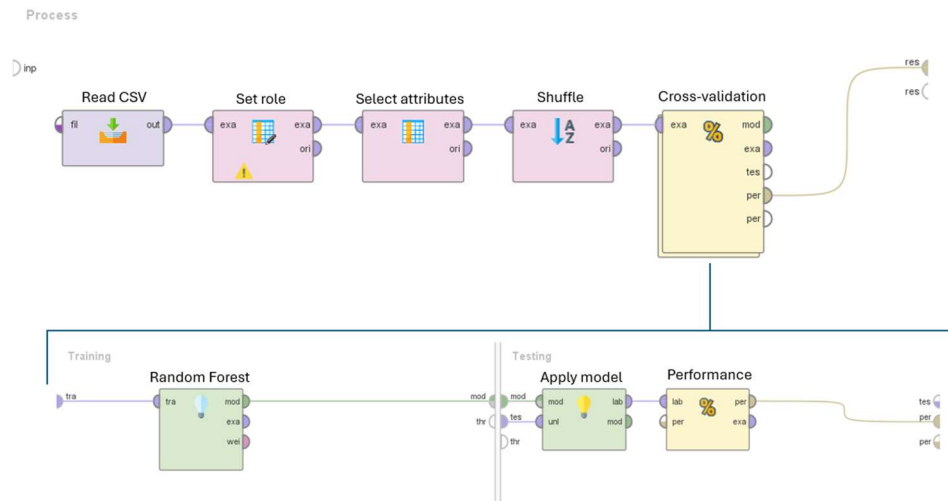 Process
inp
res
res
Read CSV
Set role
Select attributes
Shuffle
Cross-validation
fil
out
exa
exa
ori
exa
exa
ori
exa
exa
ori
A
Z
exa
mod
exa
tes
per
per
%
!
Training
Testing
Random Forest
Apply model
Performance
tra
tra
mod
exa
wei
mod
thr
mod
tes
thr
mod
unl
lab
mod
lab
per
%
per
exa
tes
per
per